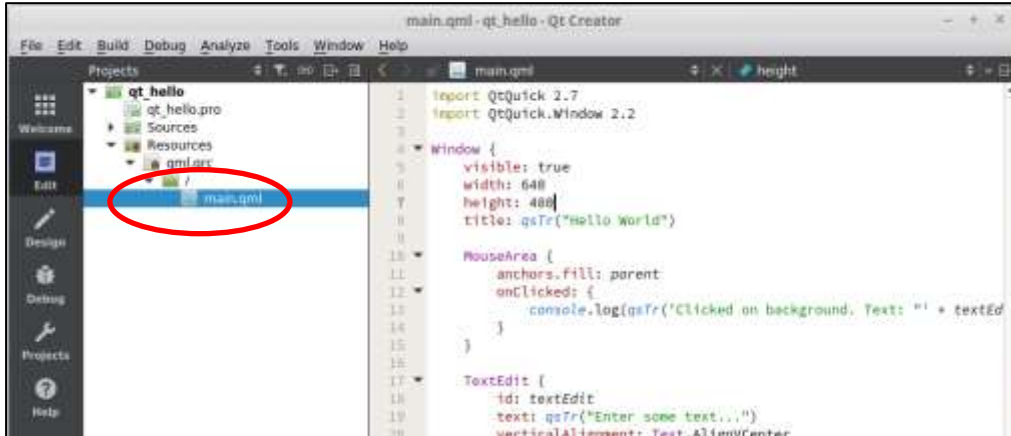 main.qml - qt_hello - Qt Creator
File Edit Build Debug Analyze Tools Window Help
Projects
main.qml
height
Welcome
Edit
Design
Debug
Projects
Help
qt_hello
qt_hello.pro
Sources
Resources
qml.qrc
/
main.qml
1 import QtQuick 2.7
2 import QtQuick.Window 2.2
3
4 Window {
5 visible: true
6 width: 640
7 height: 480
8 title: qsTr("Hello World")
9
10 MouseArea {
11 anchors.fill: parent
12 onClicked: {
13 console.log(qsTr('Clicked on background. Text: "' + textEd
14 }
15 }
16
17 TextEdit {
18 id: textEdit
19 text: qsTr("Enter some text...")
20 verticalAlignment: Text.AlignVCenter